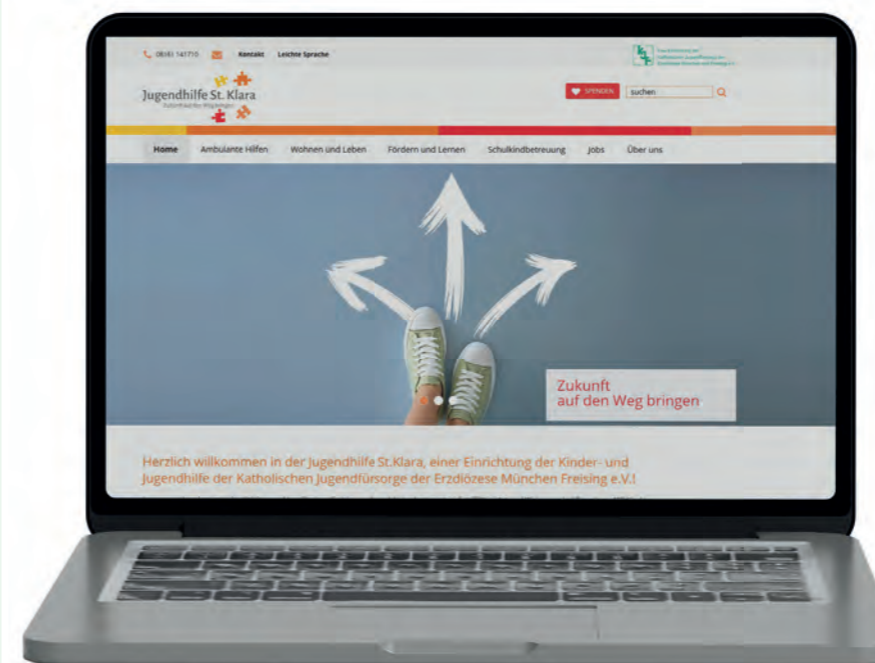 Kontakt
Leichte Sprache
Jugendhilfe St. Klara
SPENDEN
suchen
Home
Ambulante Hilfen
Wohnen und Leben
Fördern und Lernen
Schulkindbetreuung
Jobs
Über uns
Zukunft
auf den Weg bringen
Herzlich willkommen in der Jugendhilfe St.Klara, einer Einrichtung der Kinder- und
Jugendhilfe der Katholischen Jugendfürsorge der Erzdiözese München Freising e.V.!